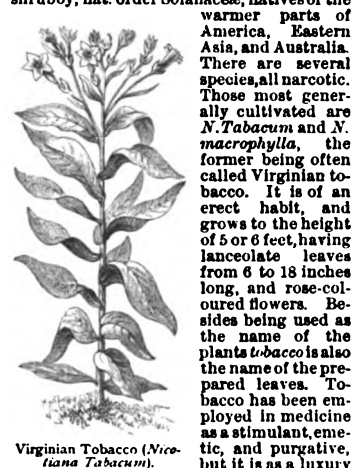 shrubby, nat. order Solanaceæ, natives of the
warmer parts of
America, Eastern
Asia, and Australia.
There are several
species, all narcotic.
Those most gener-
ally cultivated are
N. Tabacum and N.
macrophylla, the
former being often
called Virginian to-
bacco. It is of an
erect habit, and
grows to the height
of 5 or 6 feet, having
lanceolate leaves
from 6 to 18 inches
long, and rose-col-
oured flowers. Be-
sides being used as
the name of the
plants tobacco is also
the name of the pre-
pared leaves. To-
bacco has been em-
ployed in medicine
as a stimulant, eme-
tic, and purgative,
but it is as a luxury
Virginian Tobacco (Nico-
tiana Tabacum).